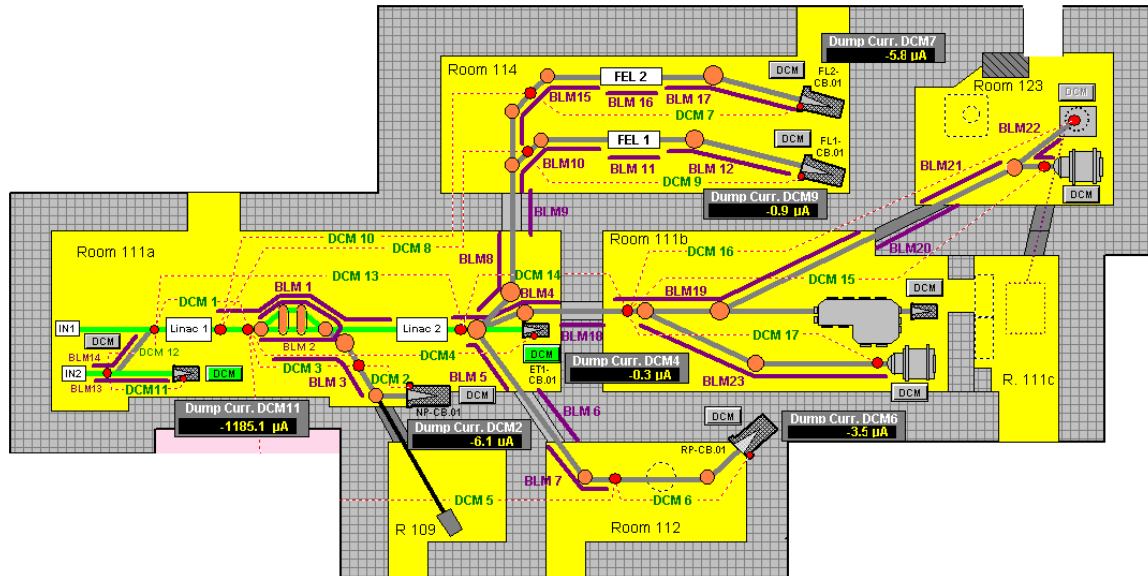 Dump Curr. DCM7
-5.8 µA
Room 114
FEL 2
DCM
FL2-
CB.01
Room 123
DCM
BLM15
BLM 16
BLM 17
DCM 7
BLM22
FEL 1
DCM
FL1-
CB.01
BLM10
BLM 11
BLM 12
DCM 9
BLM21
DCM
Dump Curr. DCM9
-0.9 µA
BLM9
Room 111a
DCM 10
DCM 8
BLM8
Room 111b
DCM 16
BLM20
DCM 13
DCM 14
DCM 15
DCM 1
BLM 1
BLM4
BLM19
DCM
IN1
Linac 1
Linac 2
BLM18
DCM 17
DCM
DCM 12
BLM 2
DCM4
DCM
ET1-
CB.01
Dump Curr. DCM4
-0.3 µA
BLM14
IN2
BLM13
DCM11
DCM
DCM 3
BLM 3
DCM 2
BLM 5
BLM23
DCM
R. 111c
NP-CB.01
DCM
BLM 6
Dump Curr. DCM11
-1185.1 µA
Dump Curr. DCM2
-6.1 µA
DCM
Dump Curr. DCM6
-3.5 µA
RP-CB.01
BLM 7
DCM 5
DCM 6
R 109
Room 112